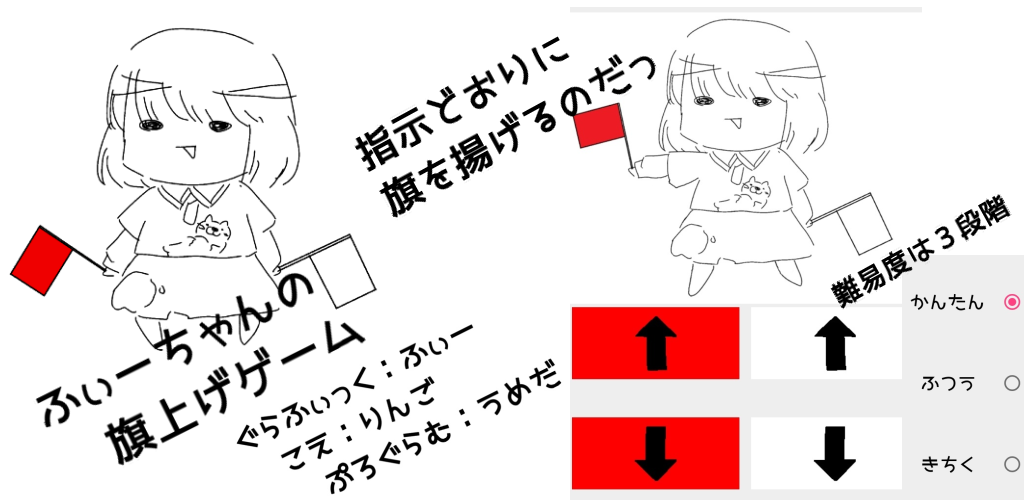 指示どおりに
旗を揚げるのだっ
ふぃーちゃんの
旗上げゲーム
ぐらふぃっく：ふぃー
こえ：りんご
ぷろぐらむ：うめだ
難易度は３段階
かんたん
ふつう
きちく